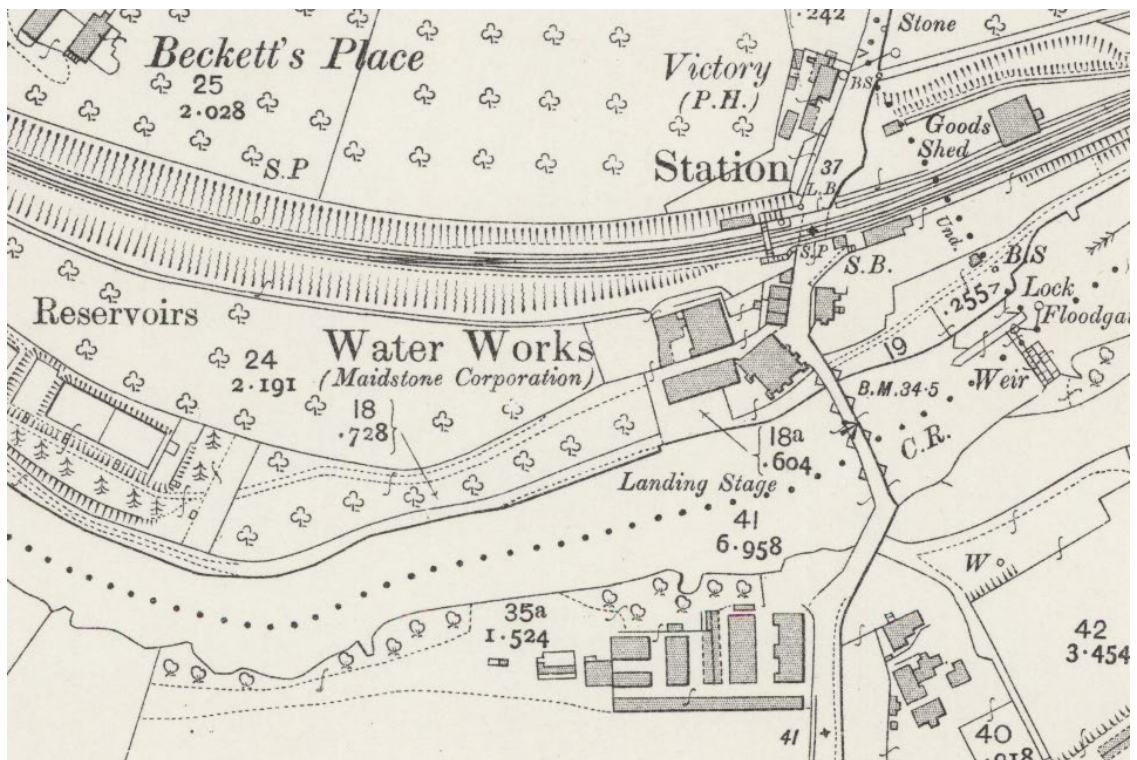 .242
Stone
Beckett's Place
25
2.028
Victory
(P.H.)
BS
Goods
Shed
S.P
Station
37
L.B
Und.
S.P
S.B.
B/S
.255
Lock
Floodgat
Reservoirs
24
2.191
Water Works
(Maidstone Corporation)
19
B.M.34.5
Weir
18
.728
18a
.604
C.R.
Landing Stage
41
6.958
W
35a
1.524
42
3.454
41
40